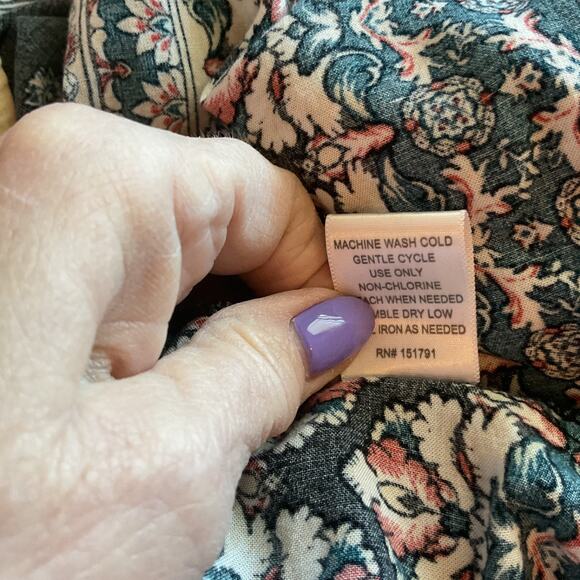 MACHINE WASH COLD
GENTLE CYCLE
USE ONLY
NON-CHLORINE
WHEN NEEDED
DRY LOW
IRON AS NEEDED
RN# 151791